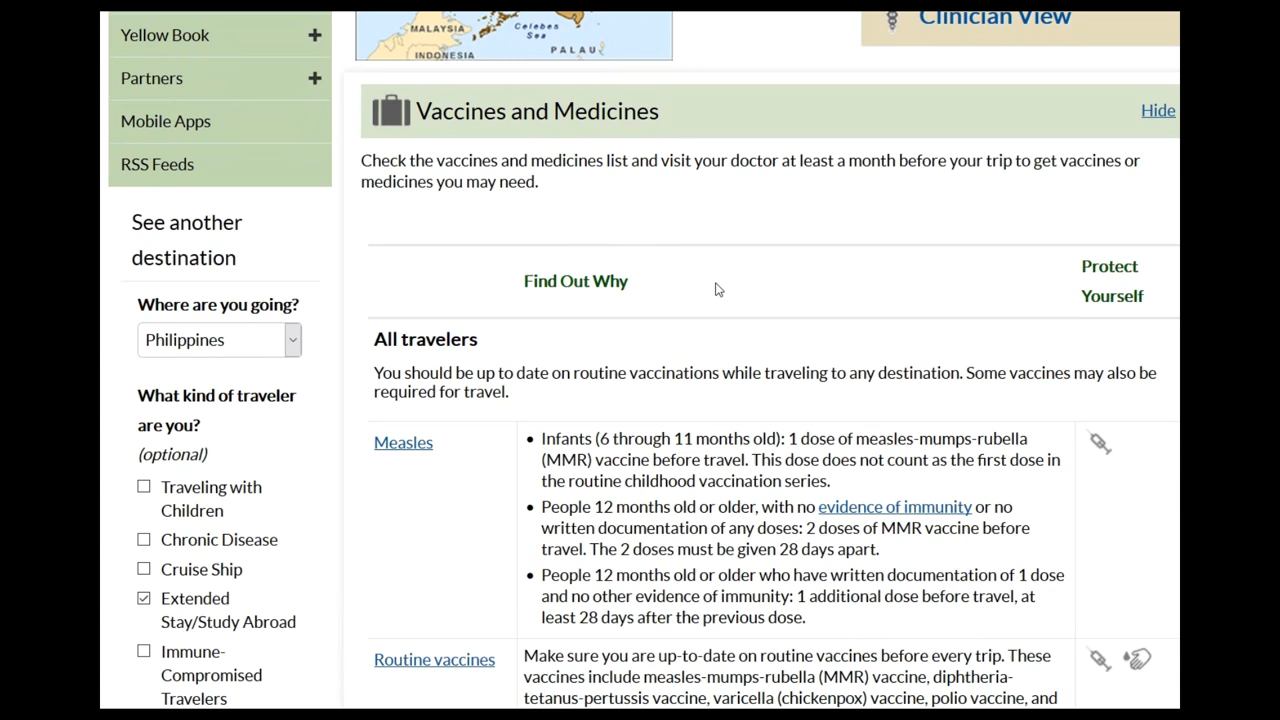 Yellow Book
Partners
Mobile Apps
RSS Feeds
See another
destination
Where are you going?
Philippines
What kind of traveler
are you?
(optional)
Traveling with
Children
Chronic Disease
Cruise Ship
Extended
Stay/Study Abroad
Immune-
Compromised
Travelers
MALAYSIA
Celebes
Sea
PALAU
INDONESIA
Clinician View
Vaccines and Medicines
Hide
Check the vaccines and medicines list and visit your doctor at least a month before your trip to get vaccines or
medicines you may need.
Find Out Why
Protect
Yourself
All travelers
You should be up to date on routine vaccinations while traveling to any destination. Some vaccines may also be
required for travel.
Measles
• Infants (6 through 11 months old): 1 dose of measles-mumps-rubella
(MMR) vaccine before travel. This dose does not count as the first dose in
the routine childhood vaccination series.
• People 12 months old or older, with no evidence of immunity or no
written documentation of any doses: 2 doses of MMR vaccine before
travel. The 2 doses must be given 28 days apart.
• People 12 months old or older who have written documentation of 1 dose
and no other evidence of immunity: 1 additional dose before travel, at
least 28 days after the previous dose.
Routine vaccines
Make sure you are up-to-date on routine vaccines before every trip. These
vaccines include measles-mumps-rubella (MMR) vaccine, diphtheria-
tetanus-pertussis vaccine, varicella (chickenpox) vaccine, polio vaccine, and